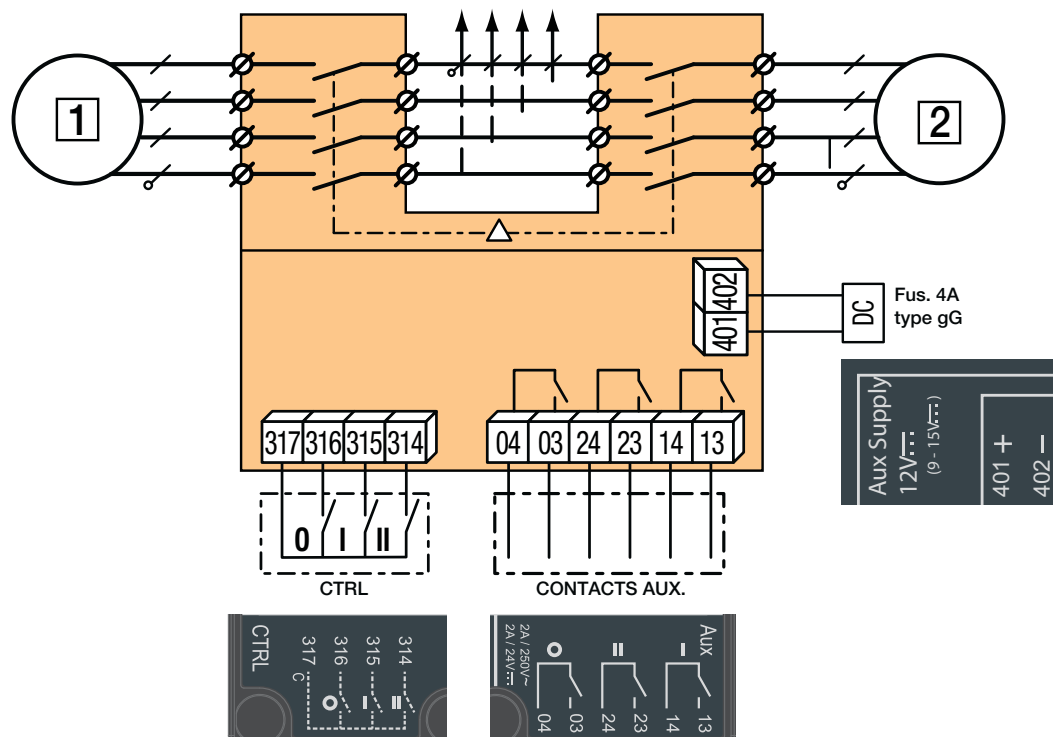 1
2
402
401
DC
Fus. 4A
type gG
317 316 315 314
04 03 24 23 14 13
0 I II
CTRL
CONTACTS AUX.
Aux Supply
12V⎓
(9 - 15V⎓)
401 +
402 −
CTRL
317 C
316 O
315 I
314 II
2A / 250V~
2A / 24V⎓
Aux
O II I
04 03 24 23 14 13